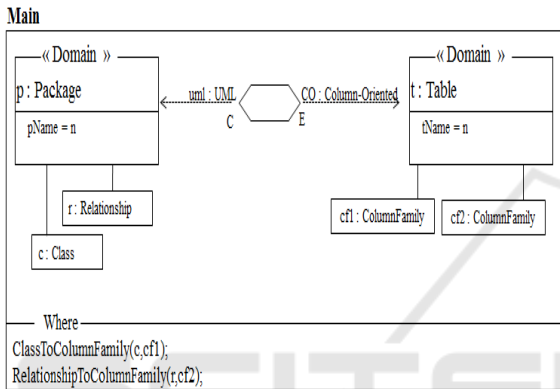 Main
« Domain »
p : Package
pName = n
r : Relationship
c : Class
uml : UML
C
CO : Column-Oriented
E
« Domain »
t : Table
tName = n
cf1 : ColumnFamily
cf2 : ColumnFamily
Where
ClassToColumnFamily(c,cf1);
RelationshipToColumnFamily(r,cf2);